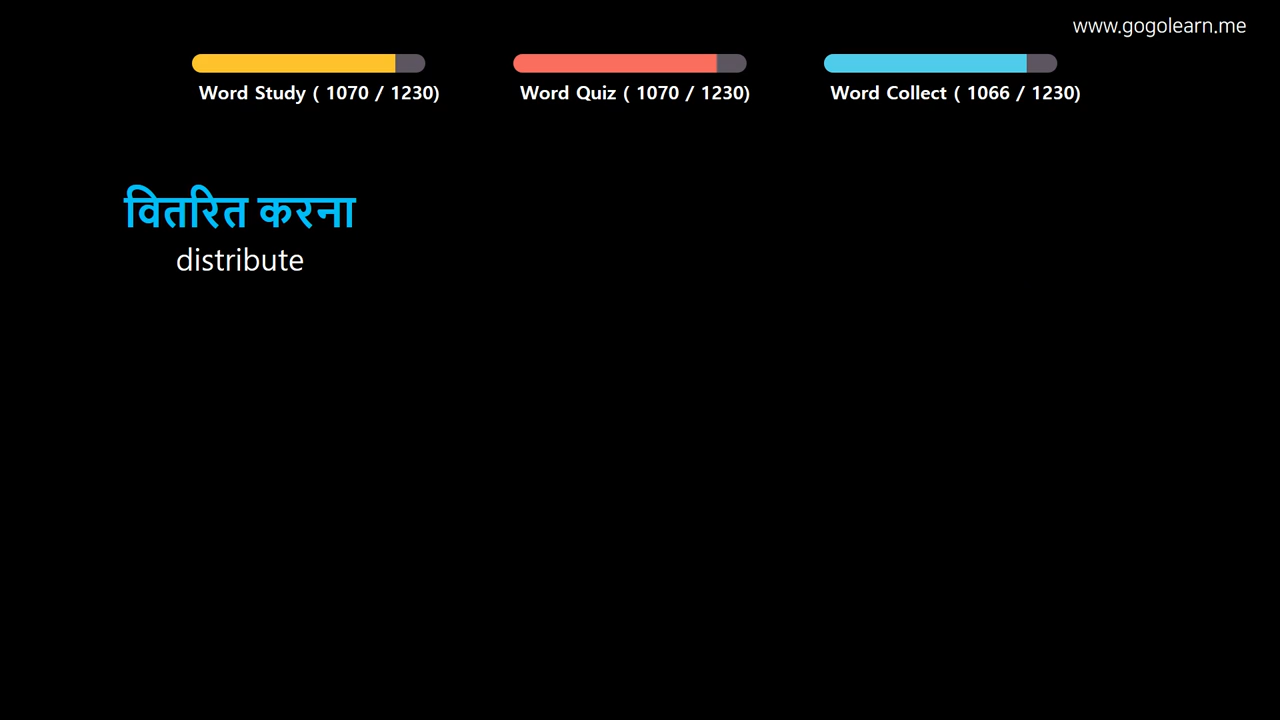 www.gogolearn.me
Word Study ( 1070 / 1230)
Word Quiz ( 1070 / 1230)
Word Collect ( 1066 / 1230)
वितरित करना
distribute